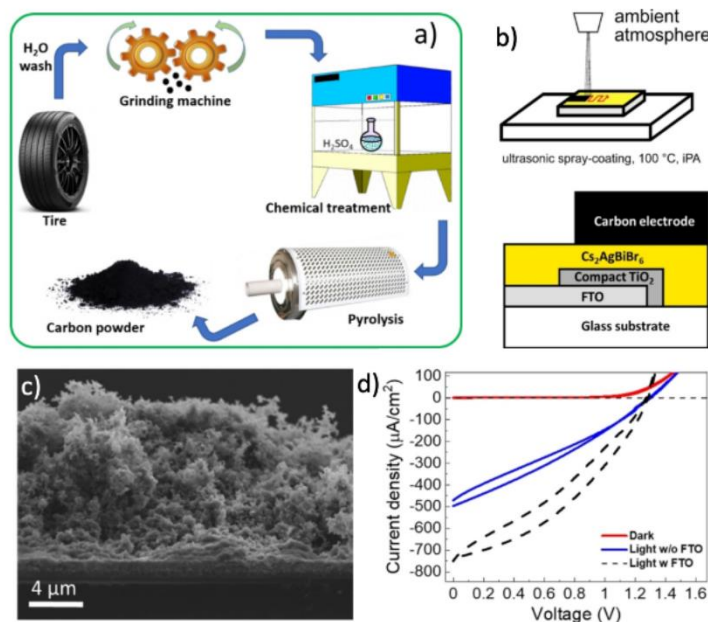 a)
H₂O
wash
Grinding machine
H₂SO₄
Tire
Chemical treatment
Carbon powder
Pyrolysis
b)
ambient
atmosphere
ultrasonic spray-coating, 100 °C, iPA
Carbon electrode
Cs₂AgBiBr₆
Compact TiO₂
FTO
Glass substrate
c)
4 μm
d)
Current density (μA/cm²)
100
0
-100
-200
-300
-400
-500
-600
-700
-800
Dark
Light w/o FTO
Light w FTO
0 0.2 0.4 0.6 0.8 1 1.2 1.4 1.6
Voltage (V)